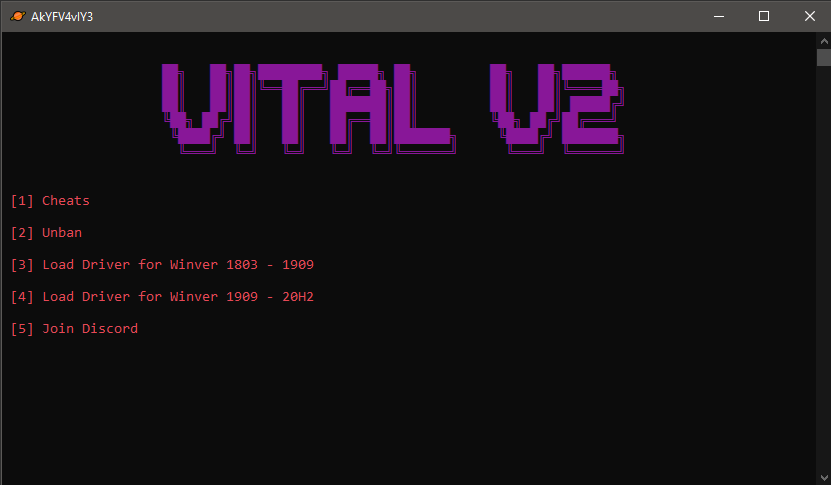 AkYFV4vlY3
VITAL V2
[1] Cheats
[2] Unban
[3] Load Driver for Winver 1803 - 1909
[4] Load Driver for Winver 1909 - 20H2
[5] Join Discord